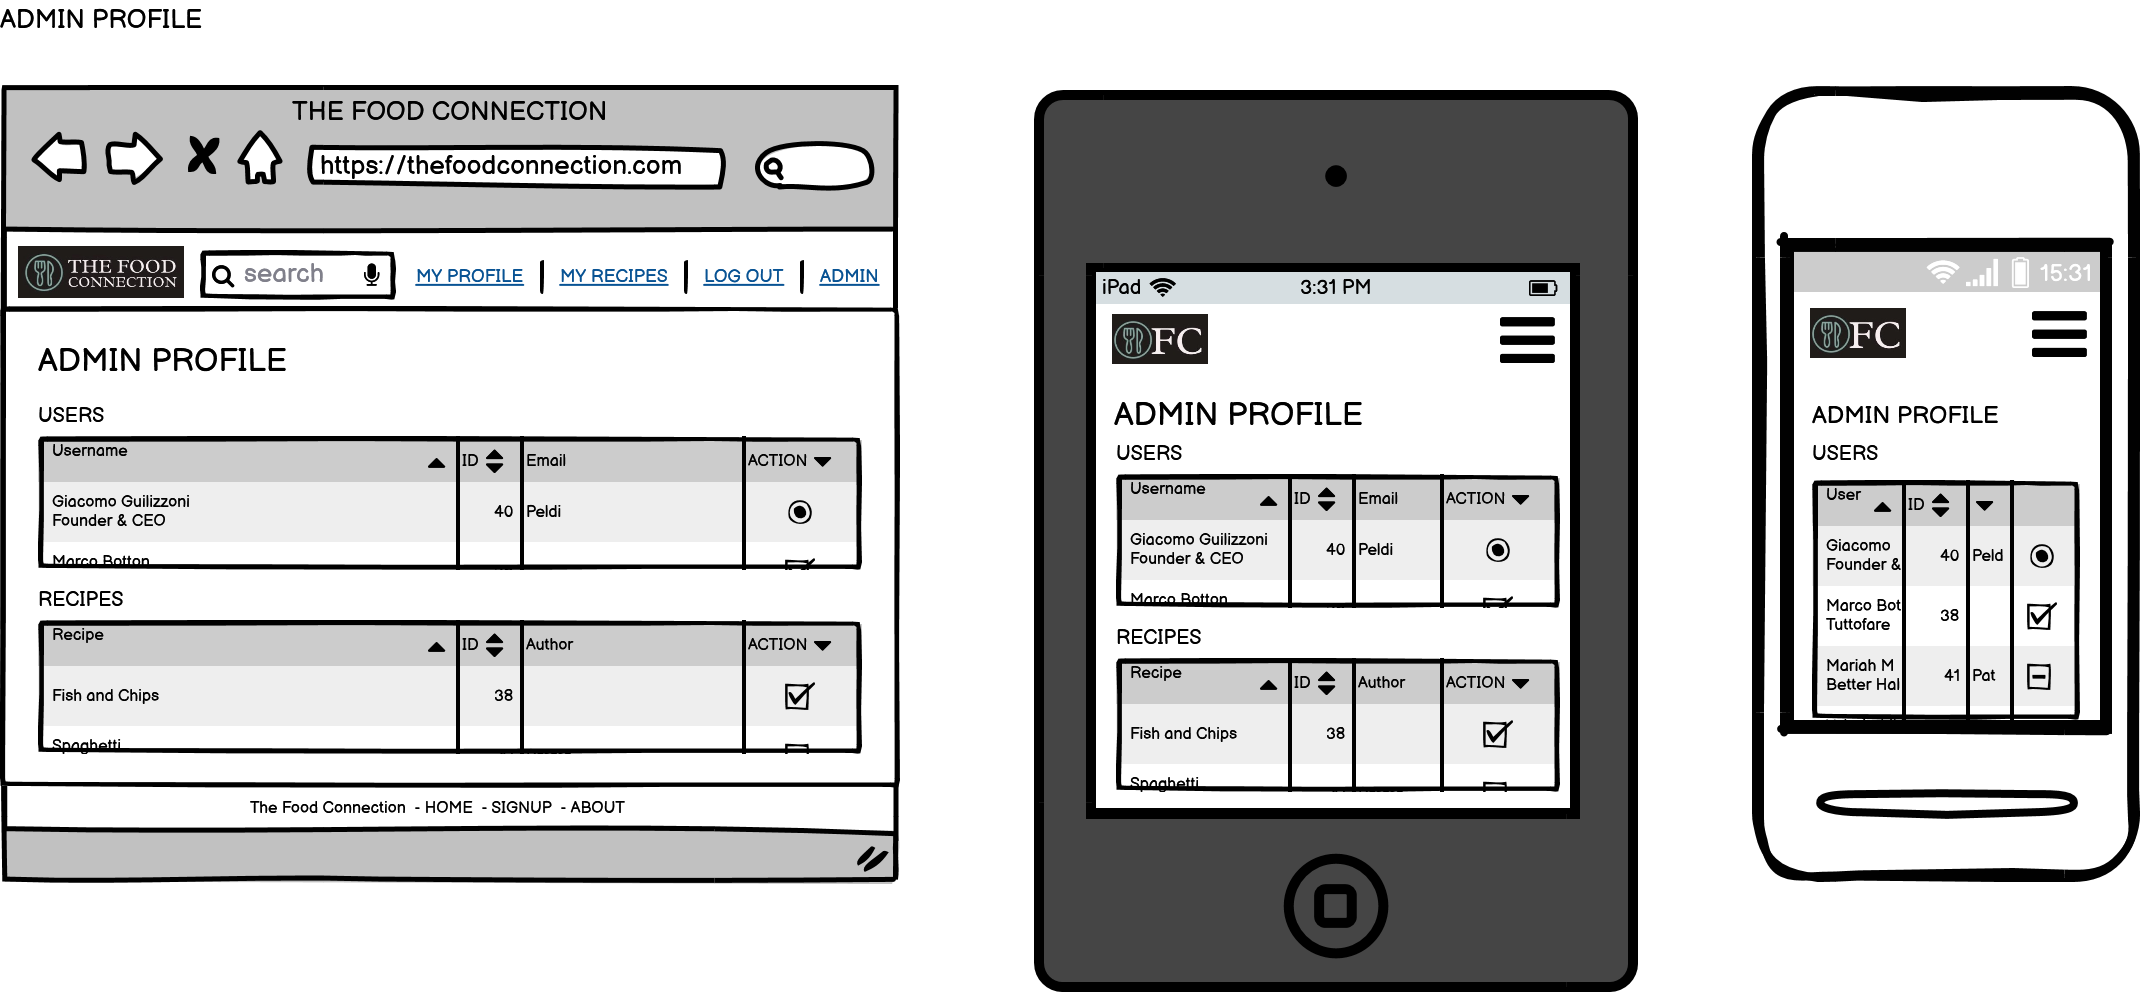 ADMIN PROFILE
THE FOOD CONNECTION
https://thefoodconnection.com
THE FOOD
CONNECTION
search
MY PROFILE
MY RECIPES
LOG OUT
ADMIN
ADMIN PROFILE
USERS
Username ID Email ACTION
Giacomo Guilizzoni
Founder & CEO
40 Peldi
Marco Botton
RECIPES
Recipe ID Author ACTION
Fish and Chips 38
Spaghetti
The Food Connection - HOME - SIGNUP - ABOUT
iPad 3:31 PM
FC
ADMIN PROFILE
USERS
Username ID Email ACTION
Giacomo Guilizzoni
Founder & CEO
40 Peldi
Marco Botton
RECIPES
Recipe ID Author ACTION
Fish and Chips 38
Spaghetti
15:31
FC
ADMIN PROFILE
USERS
User ID
Giacomo
Founder &
40 Peld
Marco Bot
Tuttofare
38
Mariah M
Better Hal
41 Pat